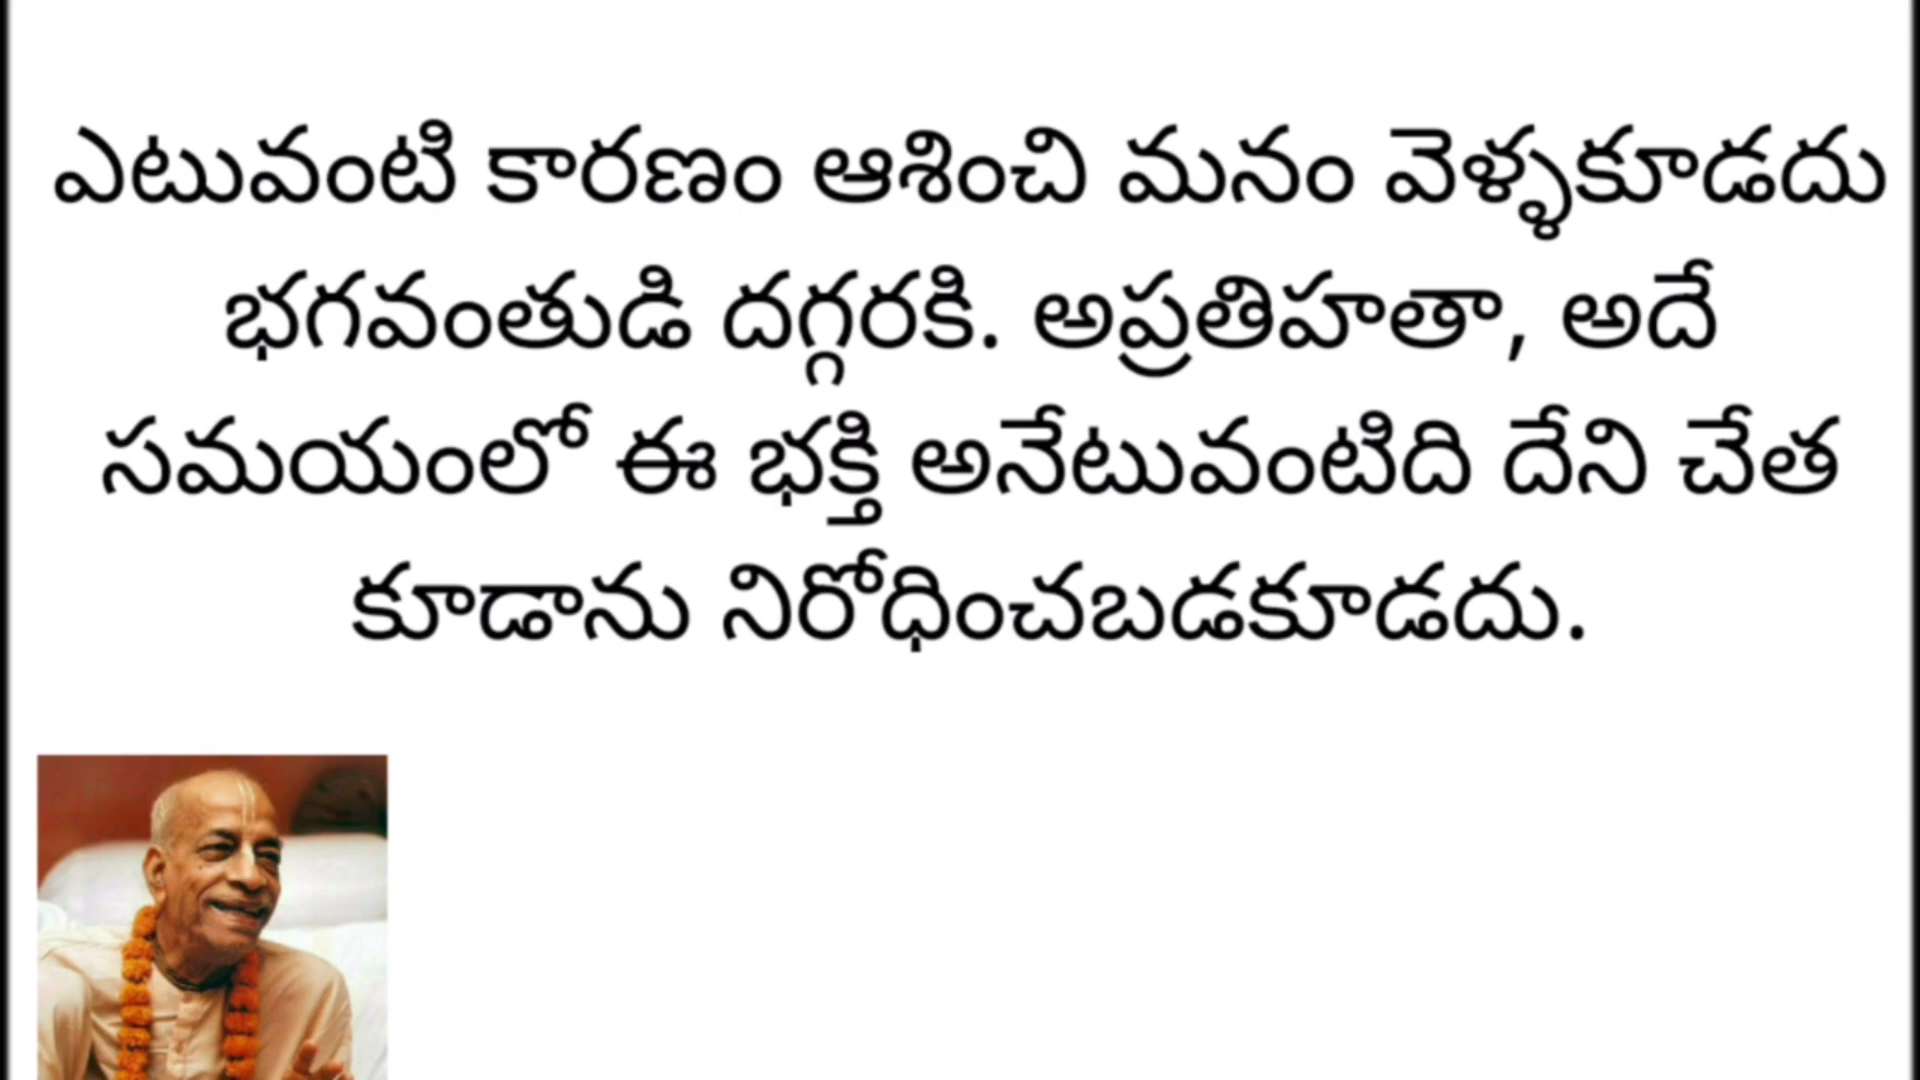 ఎటువంటి కారణం ఆశించి మనం వెళ్ళకూడదు
భగవంతుడి దగ్గరకి. అప్రతిహతా, అదే
సమయంలో ఈ భక్తి అనేటువంటిది దేని చేత
కూడాను నిరోధించబడకూడదు.